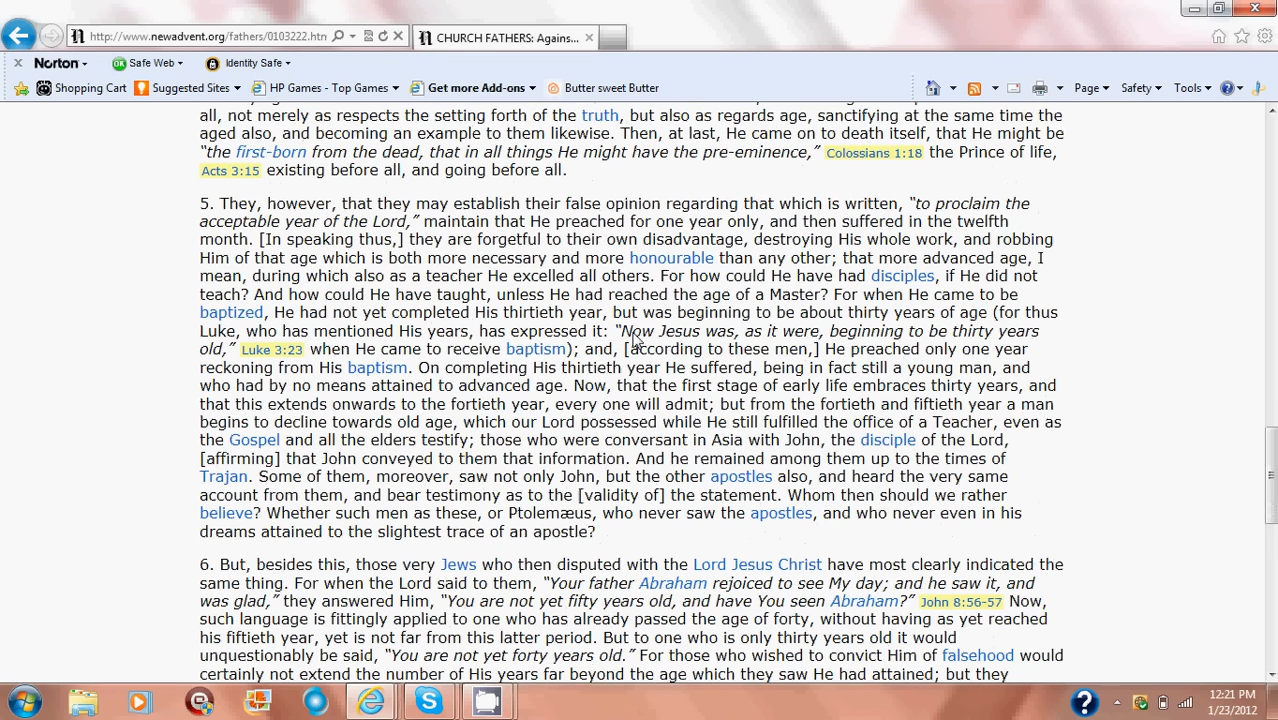 http://www.newadvent.org/fathers/0103222.htm
CHURCH FATHERS: Agains...
Norton
Safe Web
Identity Safe
Shopping Cart
Suggested Sites
HP Games - Top Games
Get more Add-ons
Butter sweet Butter
Page
Safety
Tools
all, not merely as respects the setting forth of the truth, but also as regards age, sanctifying at the same time the
aged also, and becoming an example to them likewise. Then, at last, He came on to death itself, that He might be
“the first-born from the dead, that in all things He might have the pre-eminence,” Colossians 1:18 the Prince of life,
Acts 3:15 existing before all, and going before all.
5. They, however, that they may establish their false opinion regarding that which is written, “to proclaim the
acceptable year of the Lord,” maintain that He preached for one year only, and then suffered in the twelfth
month. [In speaking thus,] they are forgetful to their own disadvantage, destroying His whole work, and robbing
Him of that age which is both more necessary and more honourable than any other; that more advanced age, I
mean, during which also as a teacher He excelled all others. For how could He have had disciples, if He did not
teach? And how could He have taught, unless He had reached the age of a Master? For when He came to be
baptized, He had not yet completed His thirtieth year, but was beginning to be about thirty years of age (for thus
Luke, who has mentioned His years, has expressed it: “Now Jesus was, as it were, beginning to be thirty years
old,” Luke 3:23 when He came to receive baptism); and, [according to these men,] He preached only one year
reckoning from His baptism. On completing His thirtieth year He suffered, being in fact still a young man, and
who had by no means attained to advanced age. Now, that the first stage of early life embraces thirty years, and
that this extends onwards to the fortieth year, every one will admit; but from the fortieth and fiftieth year a man
begins to decline towards old age, which our Lord possessed while He still fulfilled the office of a Teacher, even as
the Gospel and all the elders testify; those who were conversant in Asia with John, the disciple of the Lord,
[affirming] that John conveyed to them that information. And he remained among them up to the times of
Trajan. Some of them, moreover, saw not only John, but the other apostles also, and heard the very same
account from them, and bear testimony as to the [validity of] the statement. Whom then should we rather
believe? Whether such men as these, or Ptolemæus, who never saw the apostles, and who never even in his
dreams attained to the slightest trace of an apostle?
6. But, besides this, those very Jews who then disputed with the Lord Jesus Christ have most clearly indicated the
same thing. For when the Lord said to them, “Your father Abraham rejoiced to see My day; and he saw it, and
was glad,” they answered Him, “You are not yet fifty years old, and have You seen Abraham?” John 8:56-57 Now,
such language is fittingly applied to one who has already passed the age of forty, without having as yet reached
his fiftieth year, yet is not far from this latter period. But to one who is only thirty years old it would
unquestionably be said, “You are not yet forty years old.” For those who wished to convict Him of falsehood would
certainly not extend the number of His years far beyond the age which they saw He had attained; but they
12:21 PM
1/23/2012